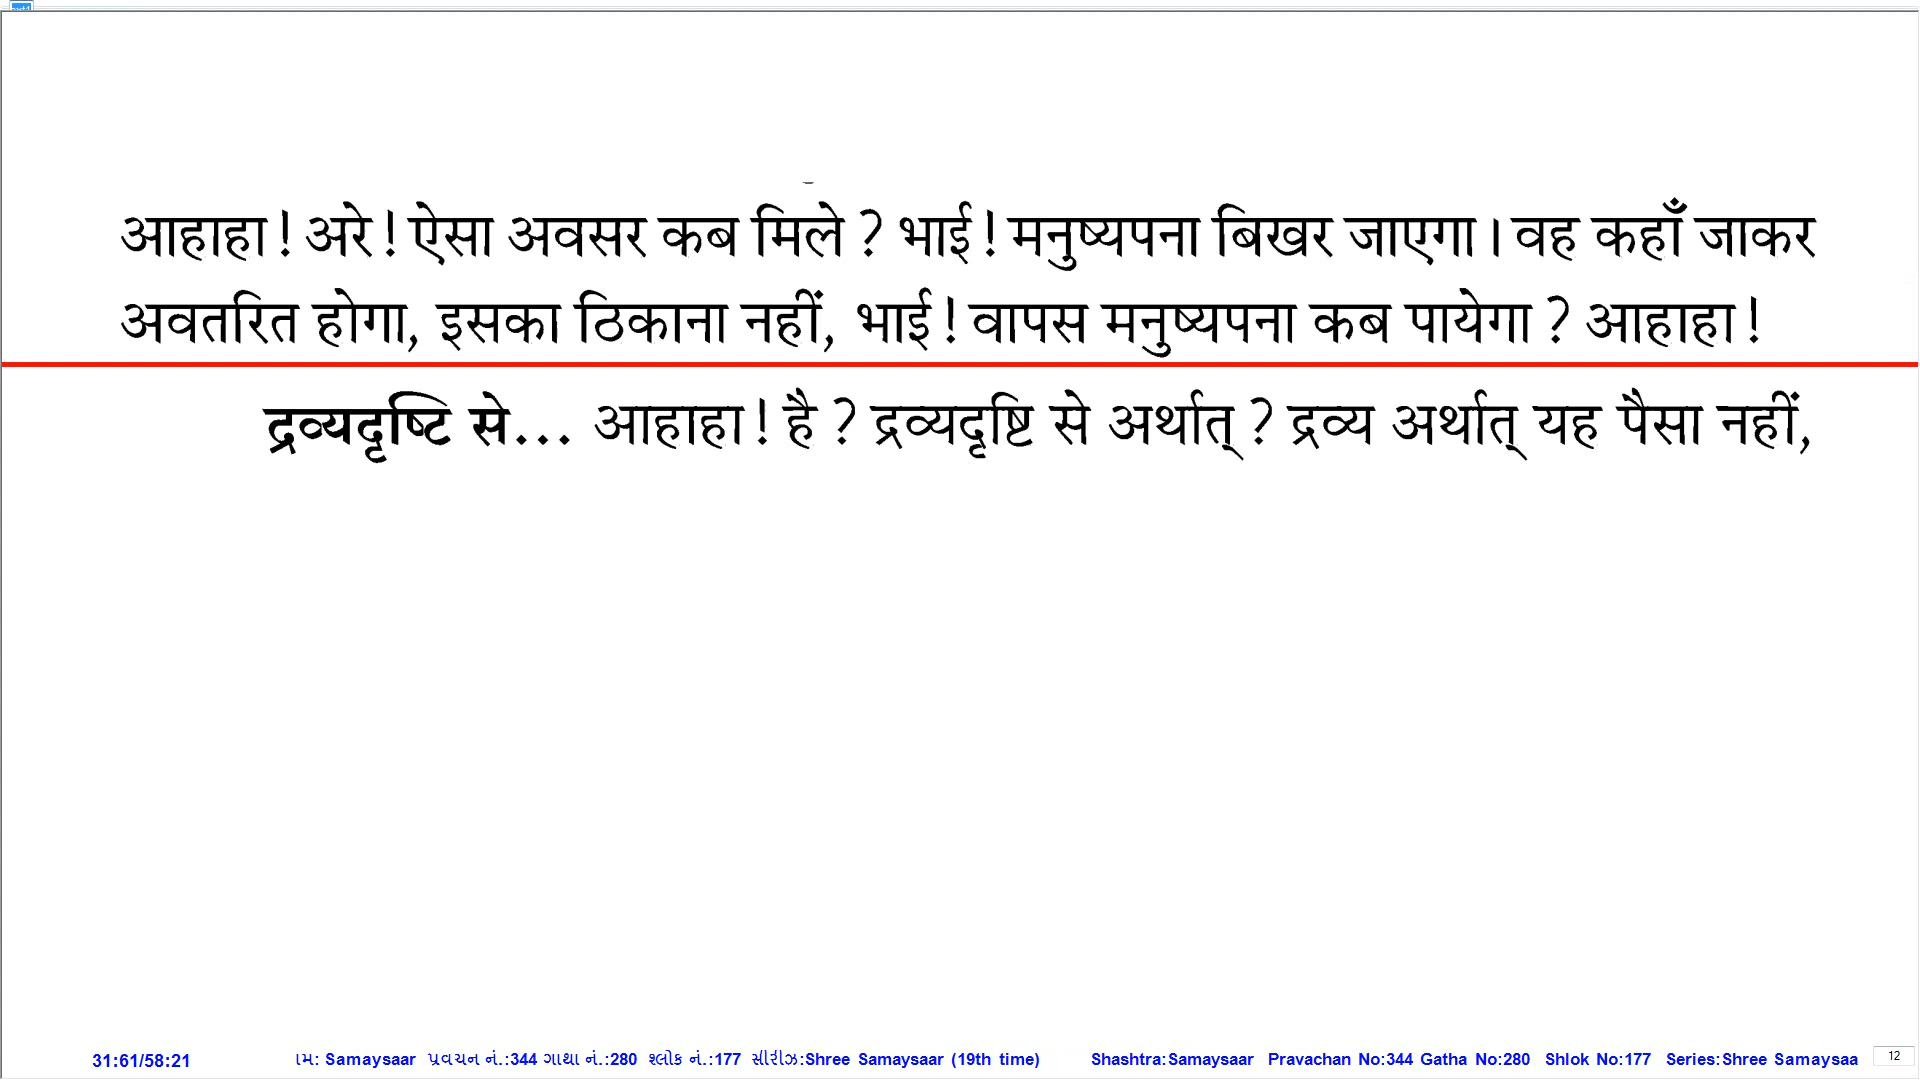 आहाहा! अरे! ऐसा अवसर कब मिले? भाई! मनुष्यपना बिखर जाएगा। वह कहाँ जाकर
अवतरित होगा, इसका ठिकाना नहीं, भाई! वापस मनुष्यपना कब पायेगा? आहाहा!
द्रव्यदृष्टि से... आहाहा! है? द्रव्यदृष्टि से अर्थात्? द्रव्य अर्थात् यह पैसा नहीं,
31:61/58:21 ામ: Samaysaar પ્રવચન નં.:344 ગાથા નં.:280 શ્લોક નં.:177 સીરીઝ:Shree Samaysaar (19th time) Shashtra:Samaysaar Pravachan No:344 Gatha No:280 Shlok No:177 Series:Shree Samaysaa 12